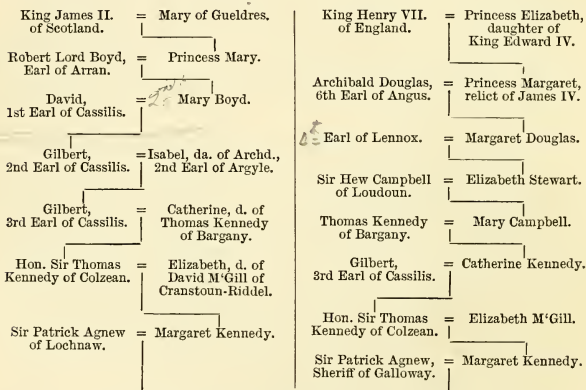 King James II. = Mary of Gueldres.
of Scotland.
Robert Lord Boyd, = Princess Mary.
Earl of Arran.
David, = Mary Boyd.
1st Earl of Cassilis.
Gilbert, = Isabel, da. of Archd.,
2nd Earl of Cassilis. 2nd Earl of Argyle.
Gilbert, = Catherine, d. of
3rd Earl of Cassilis. Thomas Kennedy
of Bargany.
Hon. Sir Thomas = Elizabeth, d. of
Kennedy of Colzean. David M‘Gill of
Cranstoun-Riddel.
Sir Patrick Agnew = Margaret Kennedy.
of Lochnaw.
King Henry VII. = Princess Elizabeth,
of England. daughter of
King Edward IV.
Archibald Douglas, = Princess Margaret,
6th Earl of Angus. relict of James IV.
Earl of Lennox. = Margaret Douglas.
Sir Hew Campbell = Elizabeth Stewart.
of Loudoun.
Thomas Kennedy = Mary Campbell.
of Bargany.
Gilbert, = Catherine Kennedy.
3rd Earl of Cassilis.
Hon. Sir Thomas = Elizabeth M‘Gill.
Kennedy of Colzean.
Sir Patrick Agnew, = Margaret Kennedy.
Sheriff of Galloway.